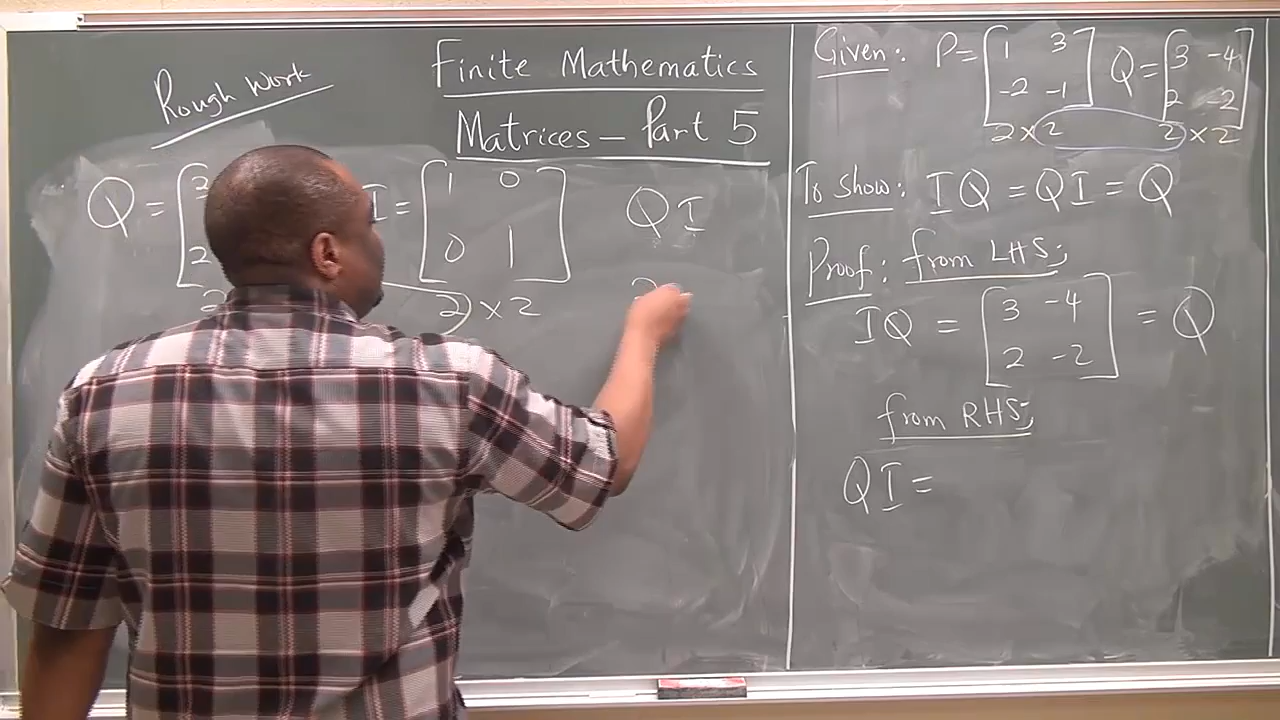 Rough Work
Finite Mathematics
Matrices – Part 5
Q = [
2
I = [ 1 0
0 1 ]
2 × 2
QI
Given: P = [ 1 3
-2 -1 ]
2 × 2
Q = [ 3 -4
2 -2 ]
2 × 2
To Show: IQ = QI = Q
Proof: from LHS;
IQ = [ 3 -4
2 -2 ] = Q
from RHS;
QI =